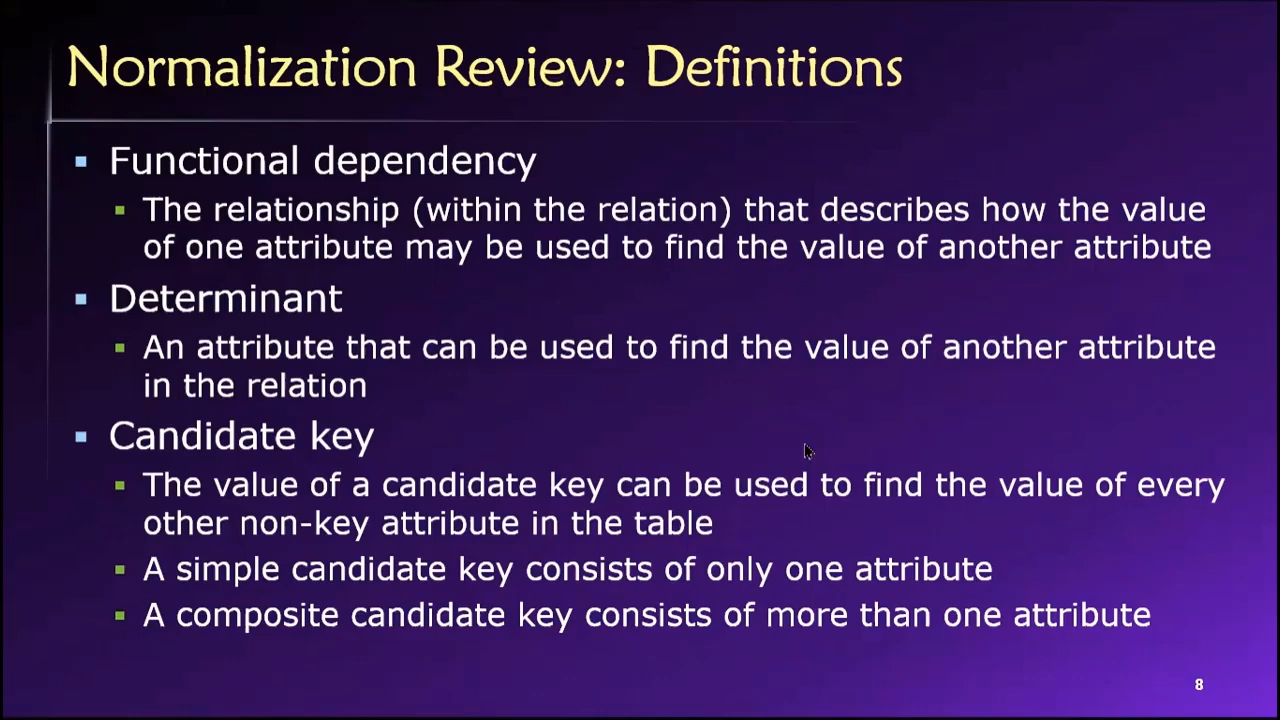 Normalization Review: Definitions
Functional dependency
The relationship (within the relation) that describes how the value
of one attribute may be used to find the value of another attribute
Determinant
An attribute that can be used to find the value of another attribute
in the relation
Candidate key
The value of a candidate key can be used to find the value of every
other non-key attribute in the table
A simple candidate key consists of only one attribute
A composite candidate key consists of more than one attribute
8